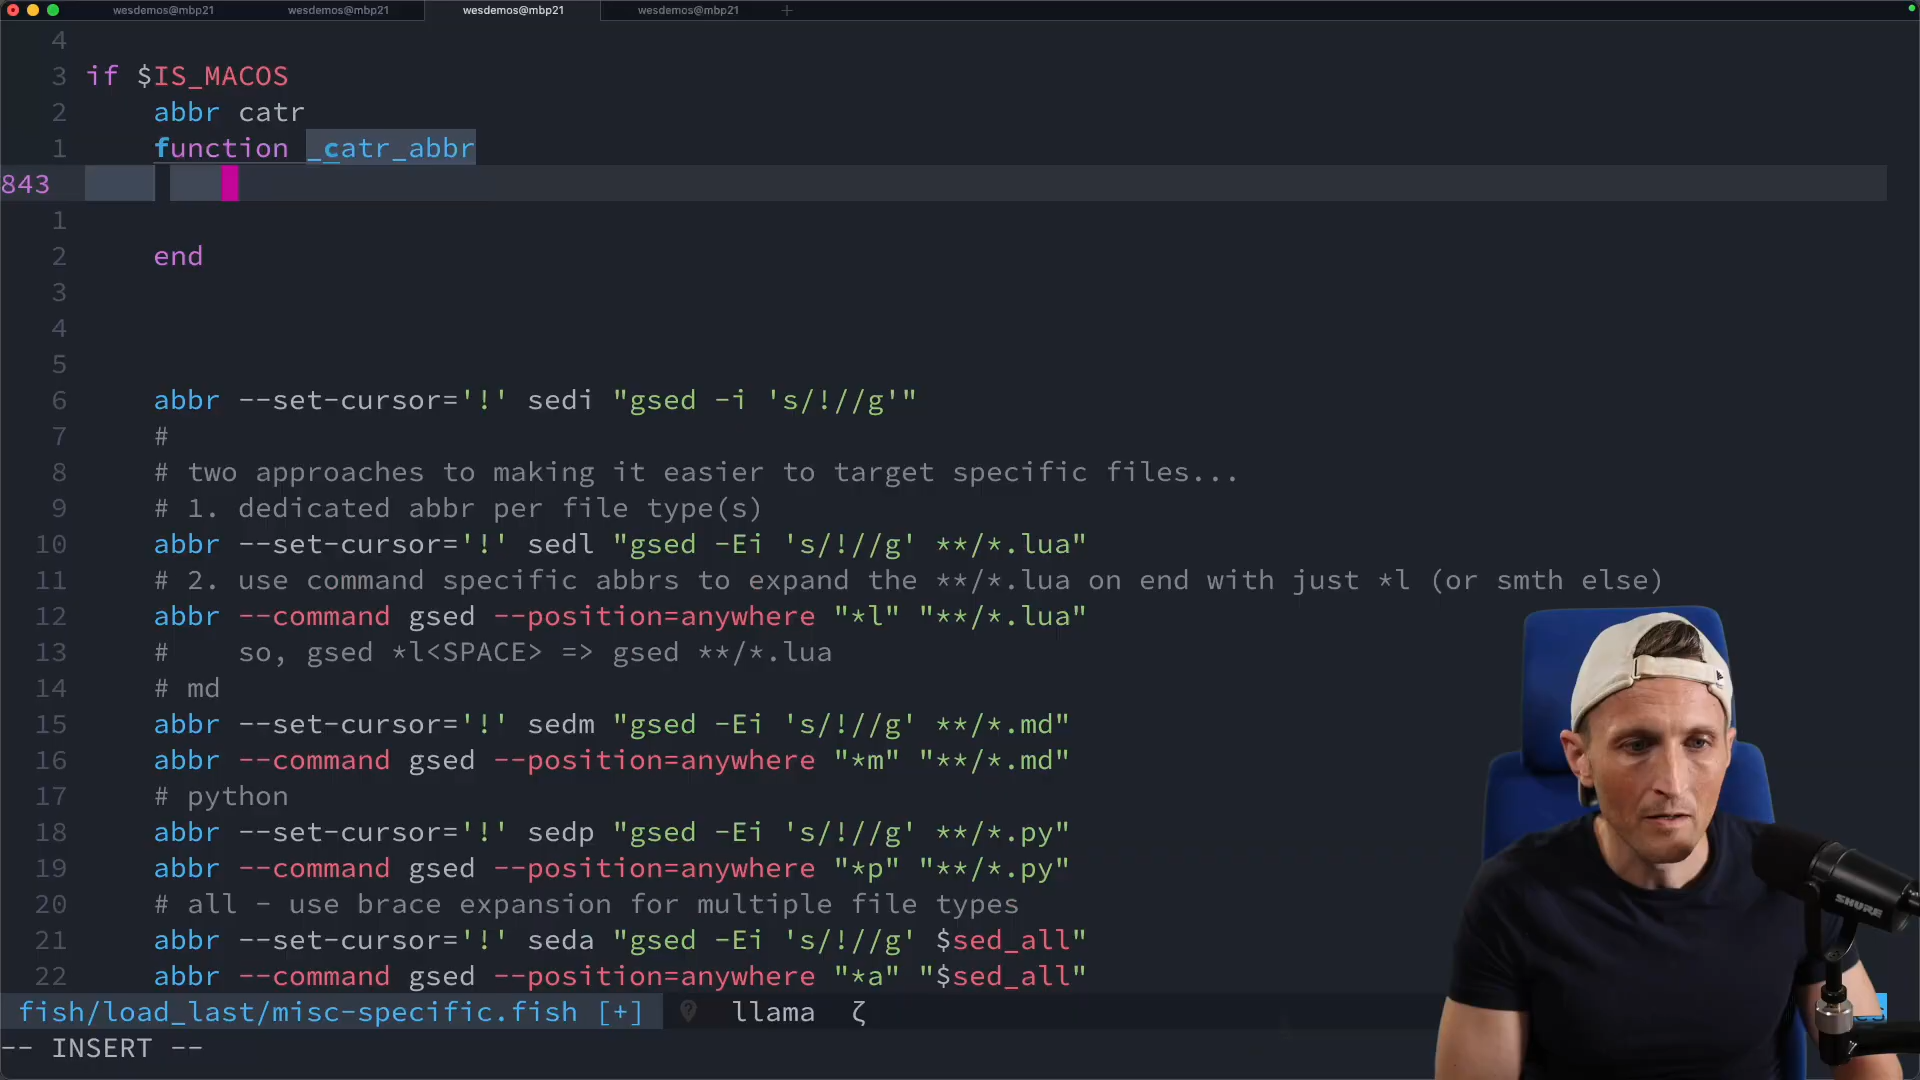 wesdemos@mbp21 wesdemos@mbp21 wesdemos@mbp21 wesdemos@mbp21 +
4
3 if $IS_MACOS
2 abbr catr
1 function _catr_abbr
843
1
2 end
3
4
5
6 abbr --set-cursor='!' sedi "gsed -i 's/!//g'"
7 #
8 # two approaches to making it easier to target specific files...
9 # 1. dedicated abbr per file type(s)
10 abbr --set-cursor='!' sedl "gsed -Ei 's/!//g' **/*.lua"
11 # 2. use command specific abbrs to expand the **/*.lua on end with just *l (or smth else)
12 abbr --command gsed --position=anywhere "*l" "**/*.lua"
13 # so, gsed *l<SPACE> => gsed **/*.lua
14 # md
15 abbr --set-cursor='!' sedm "gsed -Ei 's/!//g' **/*.md"
16 abbr --command gsed --position=anywhere "*m" "**/*.md"
17 # python
18 abbr --set-cursor='!' sedp "gsed -Ei 's/!//g' **/*.py"
19 abbr --command gsed --position=anywhere "*p" "**/*.py"
20 # all - use brace expansion for multiple file types
21 abbr --set-cursor='!' seda "gsed -Ei 's/!//g' $sed_all"
22 abbr --command gsed --position=anywhere "*a" "$sed_all"
fish/load_last/misc-specific.fish [+] llama ζ
-- INSERT --
SHURE